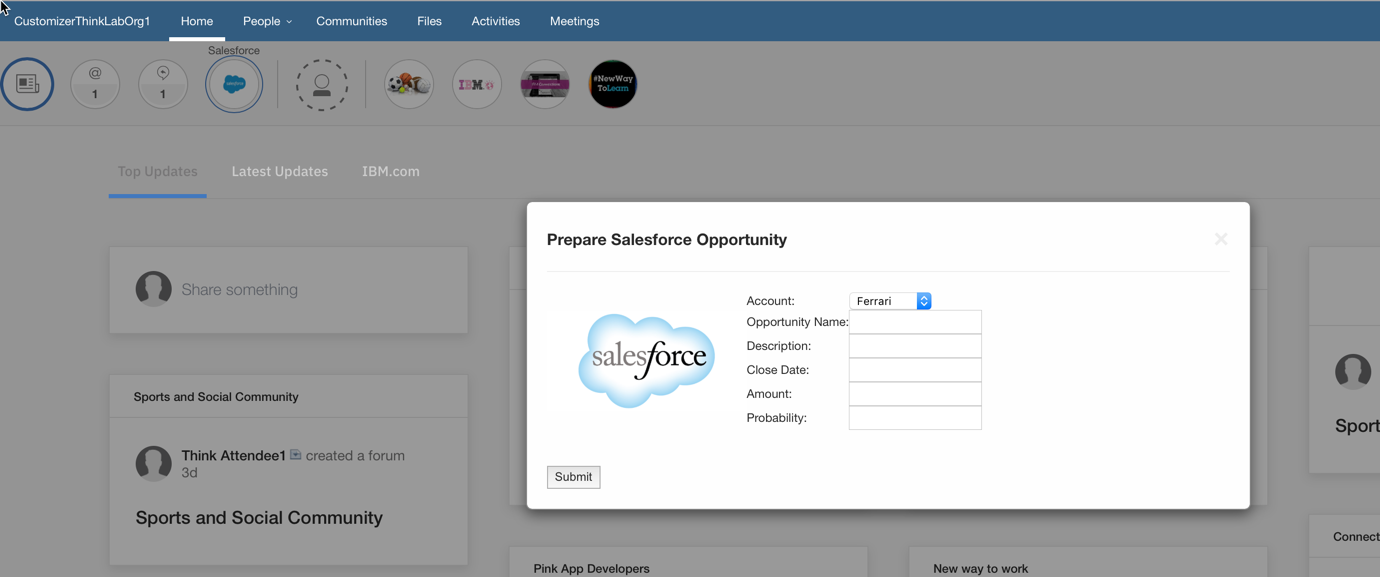 CustomizerThinkLabOrg1 Home People Communities Files Activities Meetings
Salesforce
@
1
1
salesforce
IBM
#NewWay
ToLearn
Top Updates Latest Updates IBM.com
Prepare Salesforce Opportunity
Share something
Account: Ferrari
Opportunity Name:
Description:
Close Date:
Amount:
Probability:
salesforce
Submit
Sports and Social Community
Think Attendee1 created a forum
3d
Sports and Social Community
Sport
Connect
Pink App Developers
New way to work